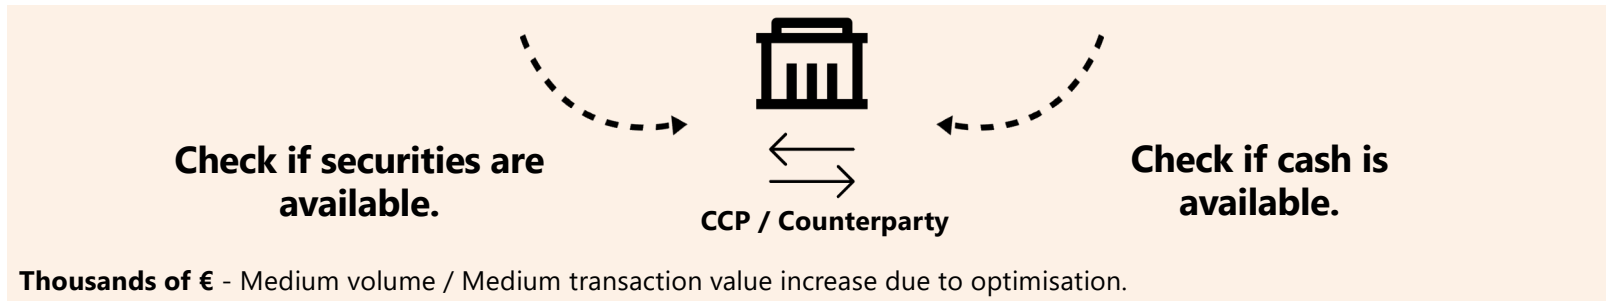 Check if securities are
available.
CCP / Counterparty
Check if cash is
available.
Thousands of € - Medium volume / Medium transaction value increase due to optimisation.